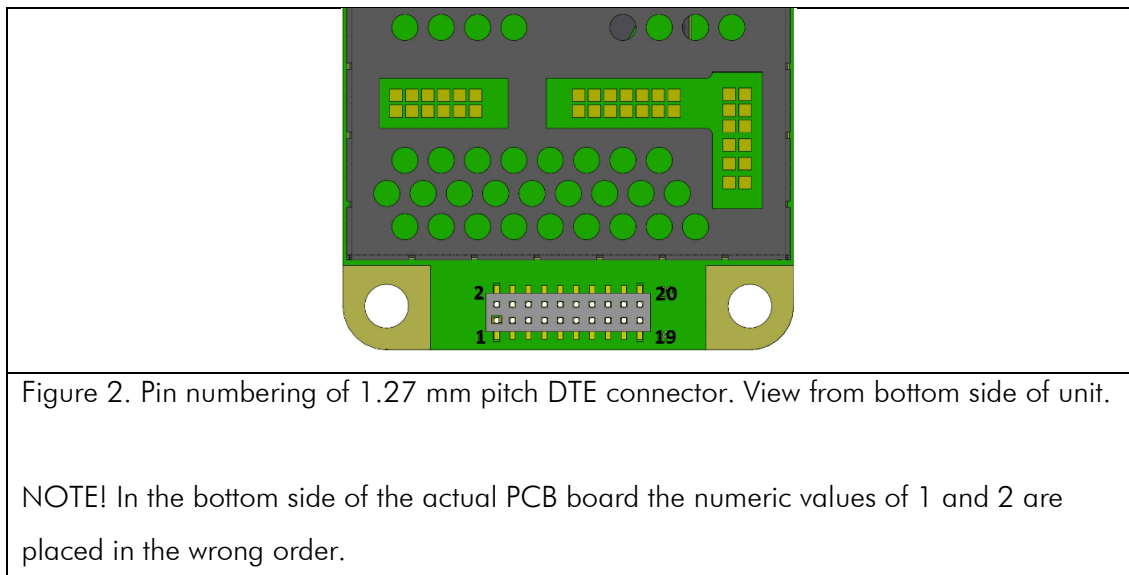 2 20
1 19
Figure 2. Pin numbering of 1.27 mm pitch DTE connector. View from bottom side of unit.
NOTE! In the bottom side of the actual PCB board the numeric values of 1 and 2 are
placed in the wrong order.